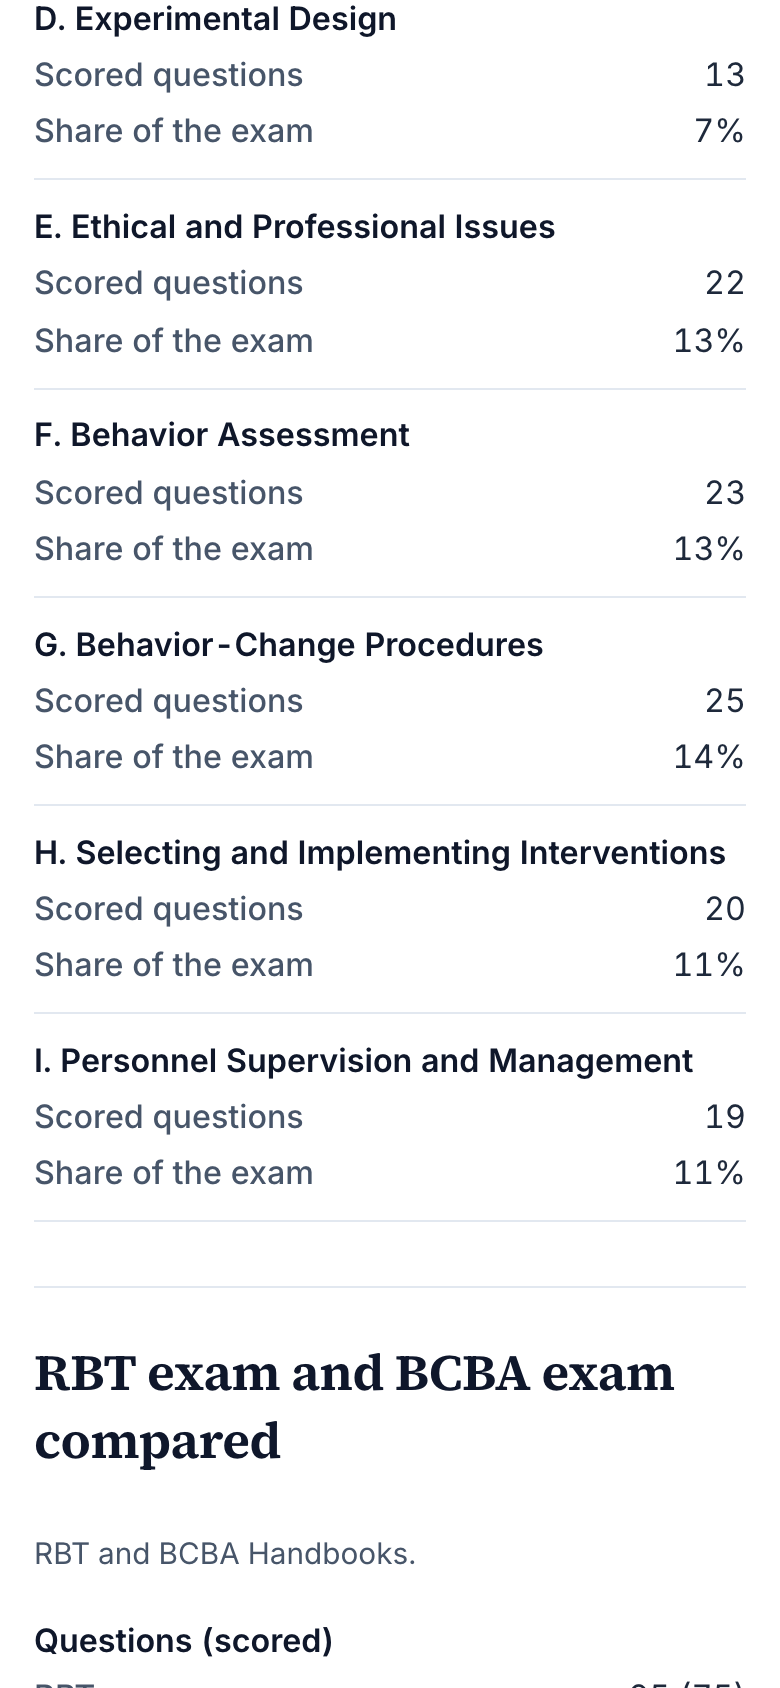 D. Experimental Design
Scored questions 13
Share of the exam 7%
E. Ethical and Professional Issues
Scored questions 22
Share of the exam 13%
F. Behavior Assessment
Scored questions 23
Share of the exam 13%
G. Behavior-Change Procedures
Scored questions 25
Share of the exam 14%
H. Selecting and Implementing Interventions
Scored questions 20
Share of the exam 11%
I. Personnel Supervision and Management
Scored questions 19
Share of the exam 11%
RBT exam and BCBA exam
compared
RBT and BCBA Handbooks.
Questions (scored)